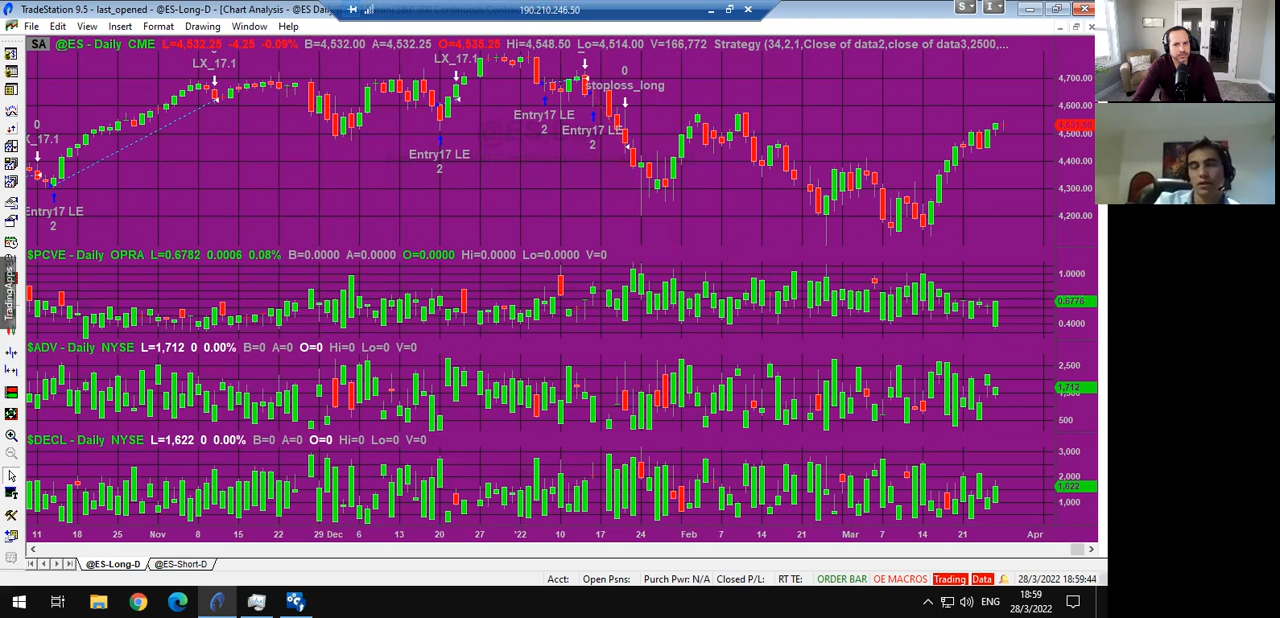 TradeStation 9.5 - last_opened - @ES-Long-D - [Chart Analysis - @ES Daily
190.210.246.50
File Edit View Insert Format Drawing Window Help
SA @ES - Daily CME L=4,532.25 -4.25 -0.09% B=4,532.00 A=4,532.25 O=4,535.25 Hi=4,548.50 Lo=4,514.00 V=166,772 Strategy (34,2,1,Close of data2,close of data3,2500,...
LX_17.1
LX_17.1
0
stoploss_long
4,700.00
4,600.00
Entry17 LE
2
Entry17 LE
2
4,500.00
0
X_17.1
Entry17 LE
2
4,400.00
4,300.00
4,200.00
Entry17 LE
2
$PCVE - Daily OPRA L=0.6782 0.0006 0.08% B=0.0000 A=0.0000 O=0.0000 Hi=0.0000 Lo=0.0000 V=0
1.0000
0.6776
0.4000
$ADV - Daily NYSE L=1,712 0 0.00% B=0 A=0 O=0 Hi=0 Lo=0 V=0
2,500
1,712
500
$DECL - Daily NYSE L=1,622 0 0.00% B=0 A=0 O=0 Hi=0 Lo=0 V=0
3,000
2,000
1,622
1,000
TradingApps
11 18 25 Nov 8 15 22 29 Dec 6 13 20 27 '22 10 17 24 Feb 7 14 21 Mar 7 14 21 Apr
@ES-Long-D @ES-Short-D
Acct: Open Psns: Purch Pwr: N/A Closed P/L: RT TE: ORDER BAR OE MACROS Trading Data 28/3/2022 18:59:44
ENG
18:59
28/3/2022